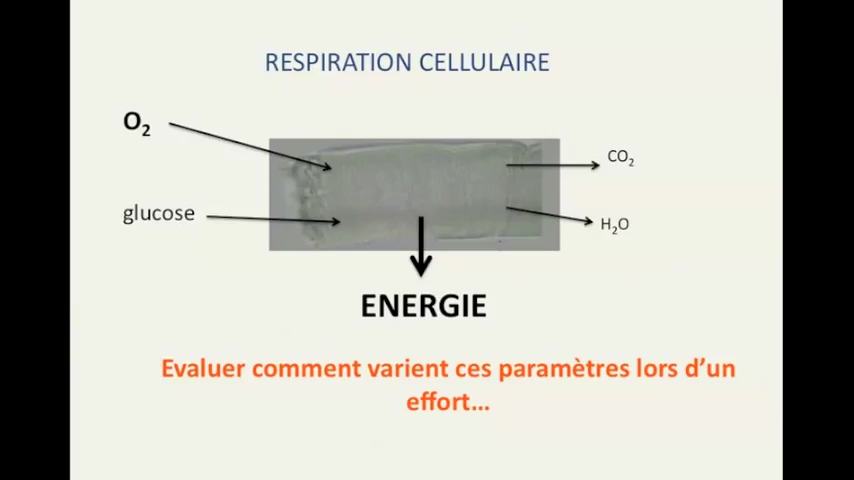 RESPIRATION CELLULAIRE
O₂
CO₂
glucose
H₂O
ENERGIE
Evaluer comment varient ces paramètres lors d’un
effort...